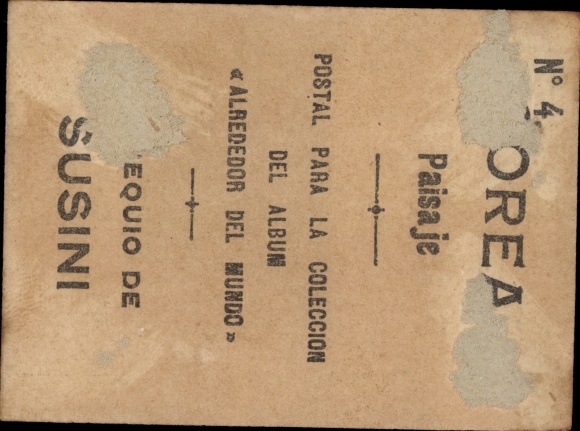 Nº 4
OREA
Paisaje
POSTAL PARA LA COLECCION
DEL ALBUM
« ALREDEDOR DEL MUNDO »
EQUIO DE
SUSINI